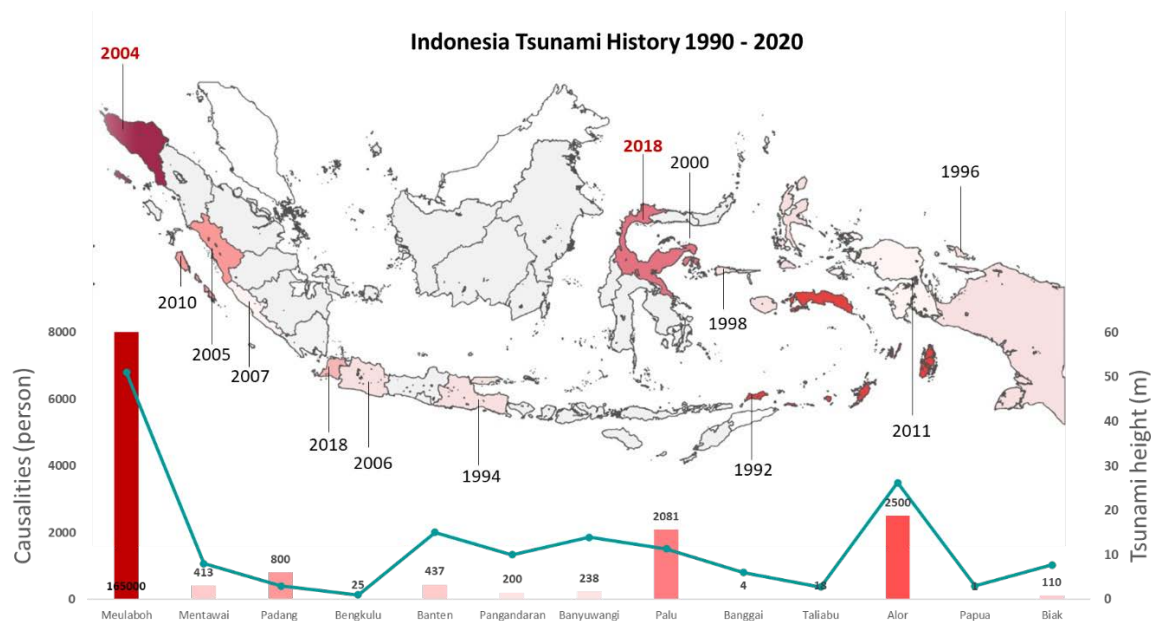 Indonesia Tsunami History 1990 - 2020
2004
2018
2000
1996
2010
2005
2007
1998
2018
2006
1994
1992
2011
Causalities (person)
8000
6000
4000
2000
0
Tsunami height (m)
60
50
40
30
20
10
0
165000
413
800
25
437
200
238
2081
4
18
2500
1
110
Meulaboh
Mentawai
Padang
Bengkulu
Banten
Pangandaran
Banyuwangi
Palu
Banggai
Taliabu
Alor
Papua
Biak